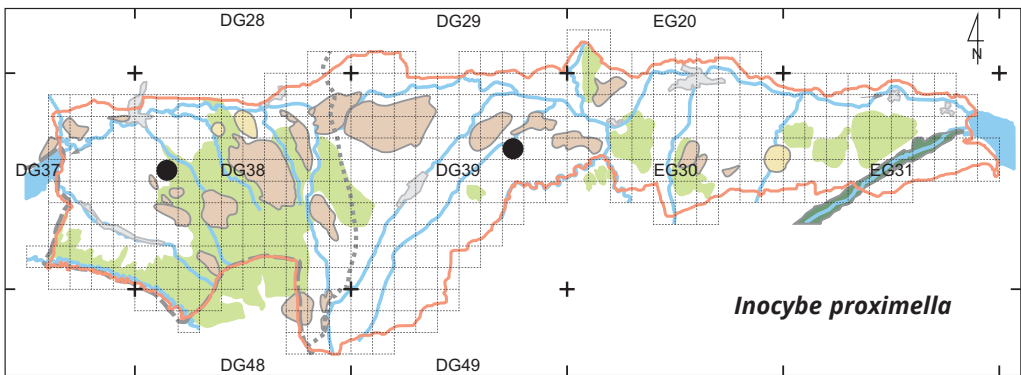 DG28 DG29 EG20
N
DG37 DG38 DG39 EG30 EG31
Inocybe proximella
DG48 DG49